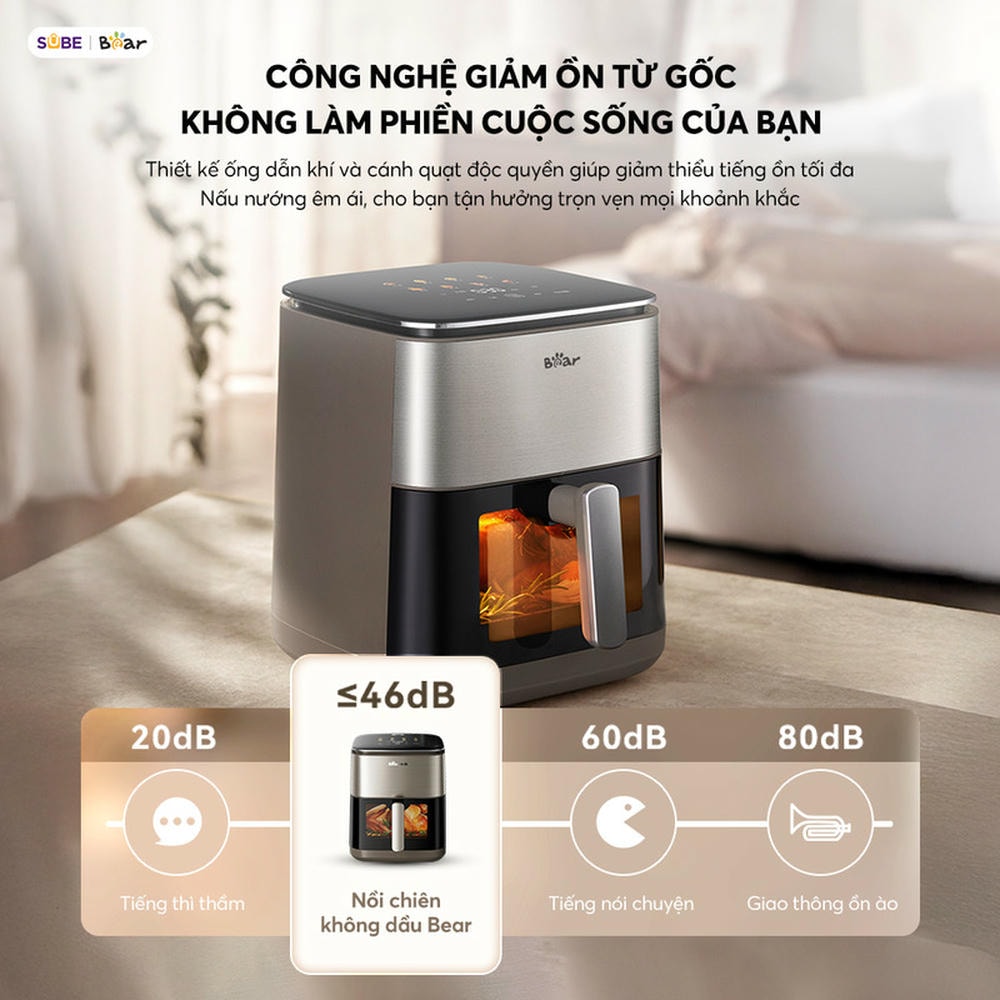 SUBE | Bear
CÔNG NGHỆ GIẢM ỒN TỪ GỐC
KHÔNG LÀM PHIỀN CUỘC SỐNG CỦA BẠN
Thiết kế ống dẫn khí và cánh quạt độc quyền giúp giảm thiểu tiếng ồn tối đa
Nấu nướng êm ái, cho bạn tận hưởng trọn vẹn mọi khoảnh khắc
Bear
20dB
≤46dB
60dB
80dB
Tiếng thì thầm
Nồi chiên
không dầu Bear
Tiếng nói chuyện
Giao thông ồn ào